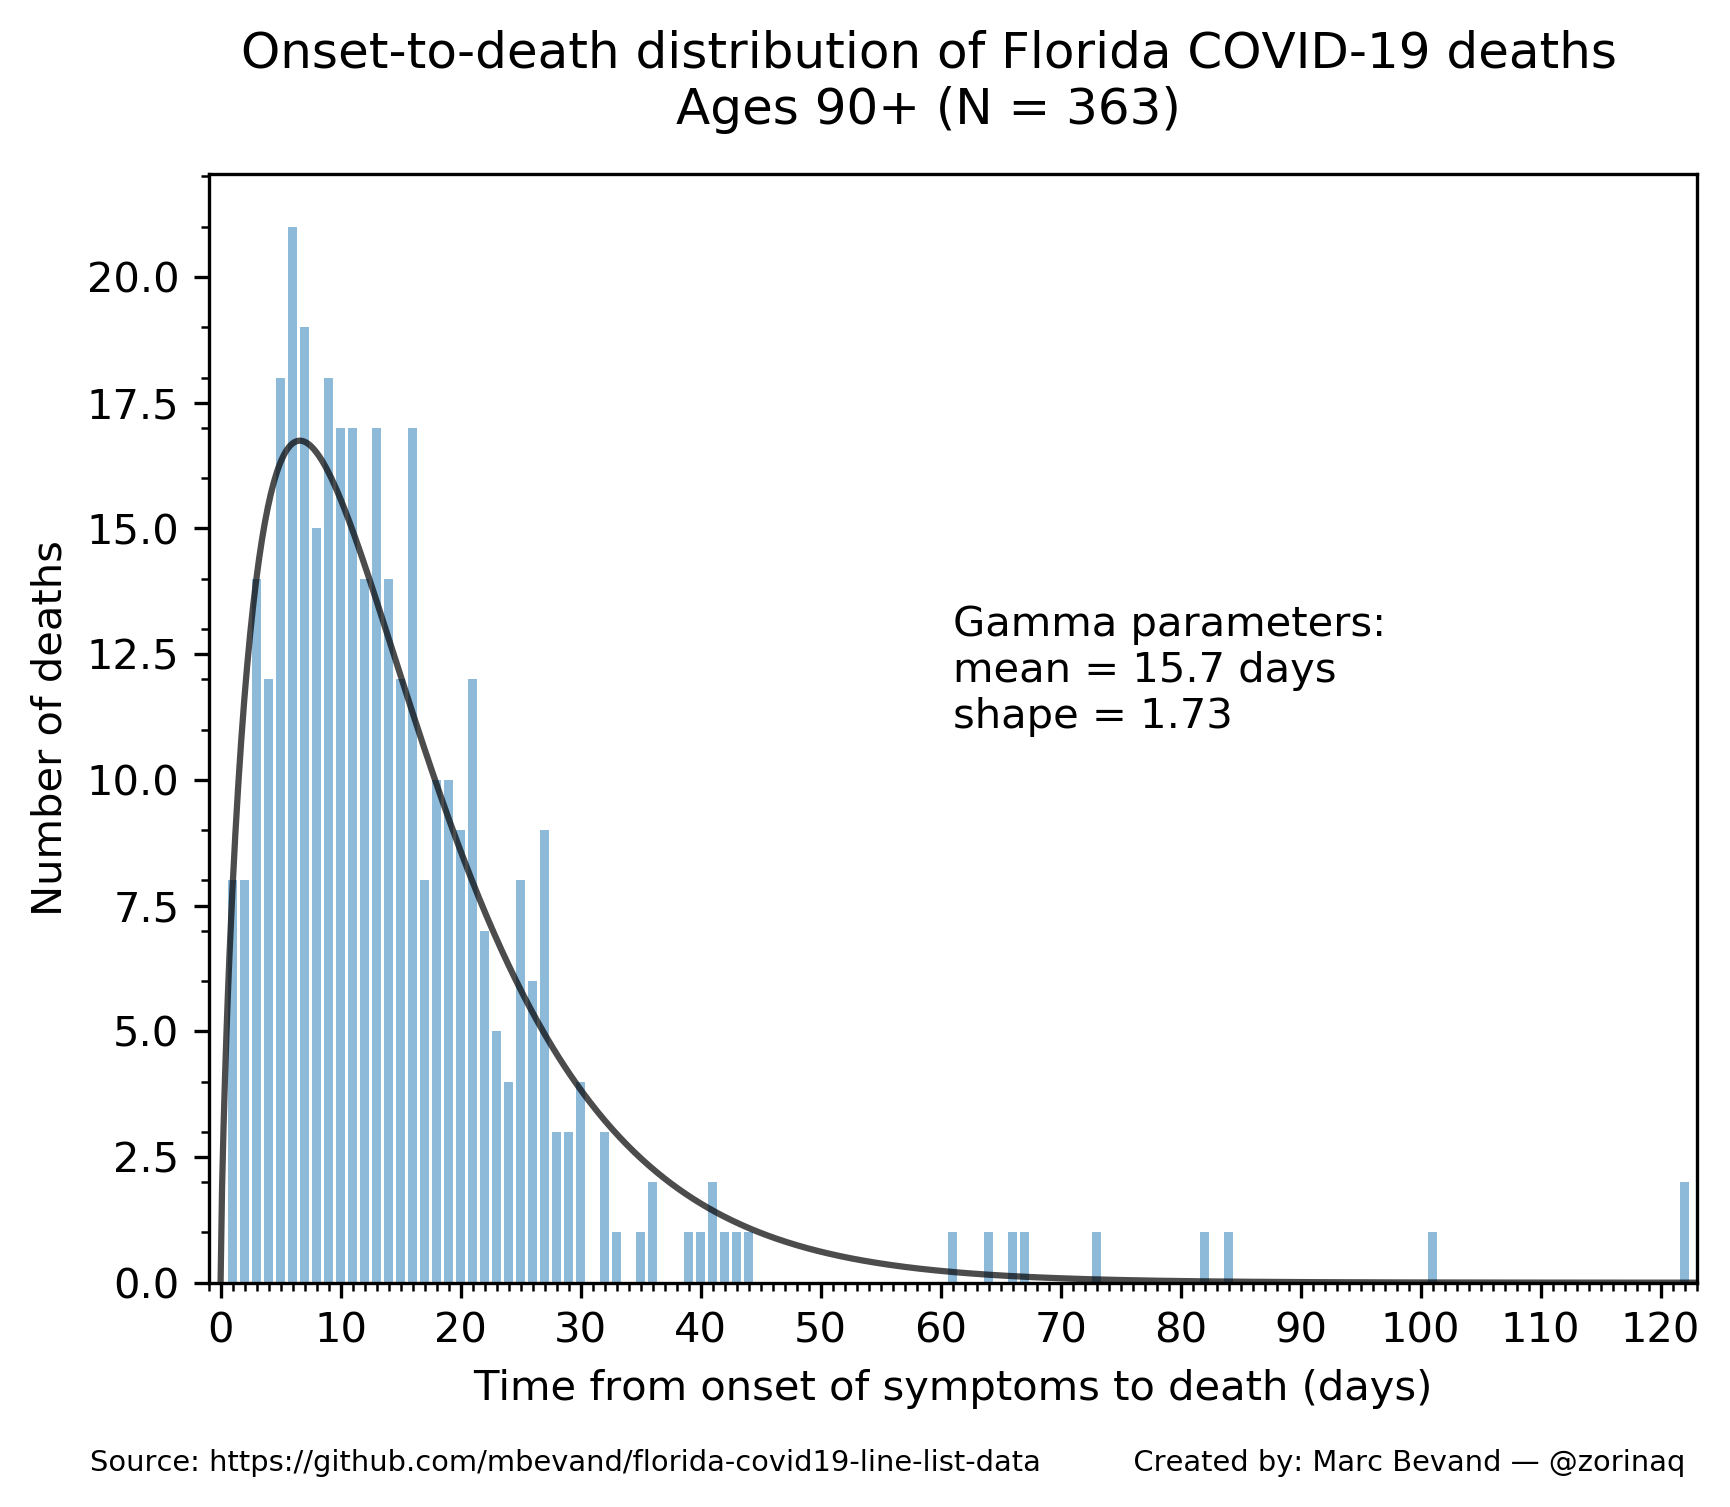 Onset-to-death distribution of Florida COVID-19 deaths
Ages 90+ (N = 363)
20.0
17.5
15.0
12.5
10.0
7.5
5.0
2.5
0.0
Number of deaths
Gamma parameters:
mean = 15.7 days
shape = 1.73
0 10 20 30 40 50 60 70 80 90 100 110 120
Time from onset of symptoms to death (days)
Source: https://github.com/mbevand/florida-covid19-line-list-data Created by: Marc Bevand — @zorinaq